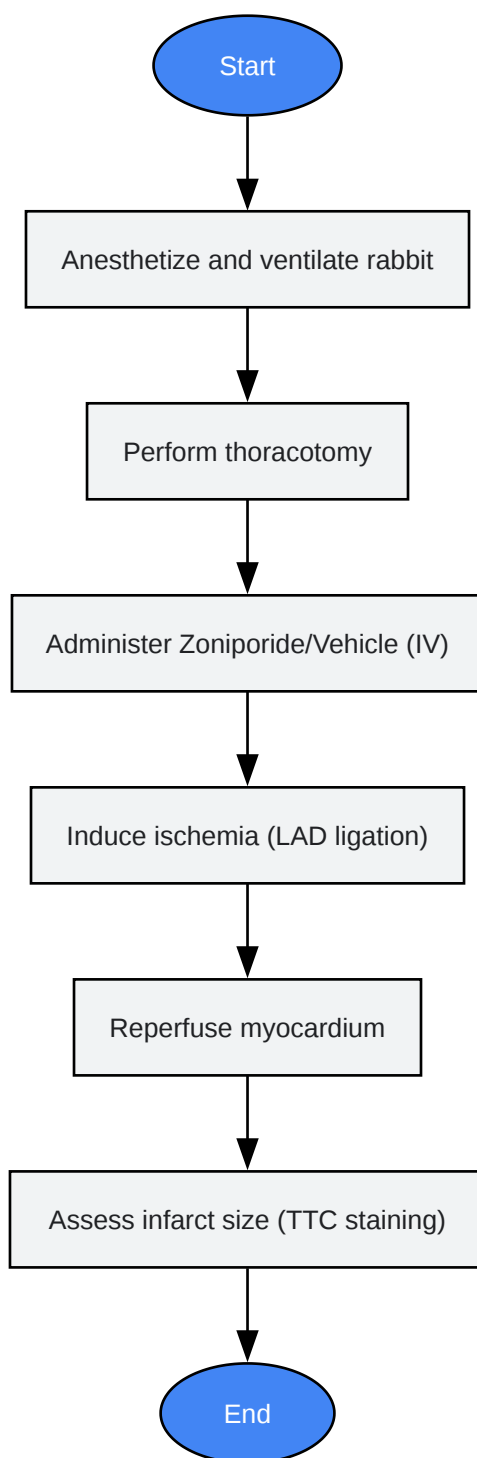 Start
Anesthetize and ventilate rabbit
Perform thoracotomy
Administer Zoniporide/Vehicle (IV)
Induce ischemia (LAD ligation)
Reperfuse myocardium
Assess infarct size (TTC staining)
End